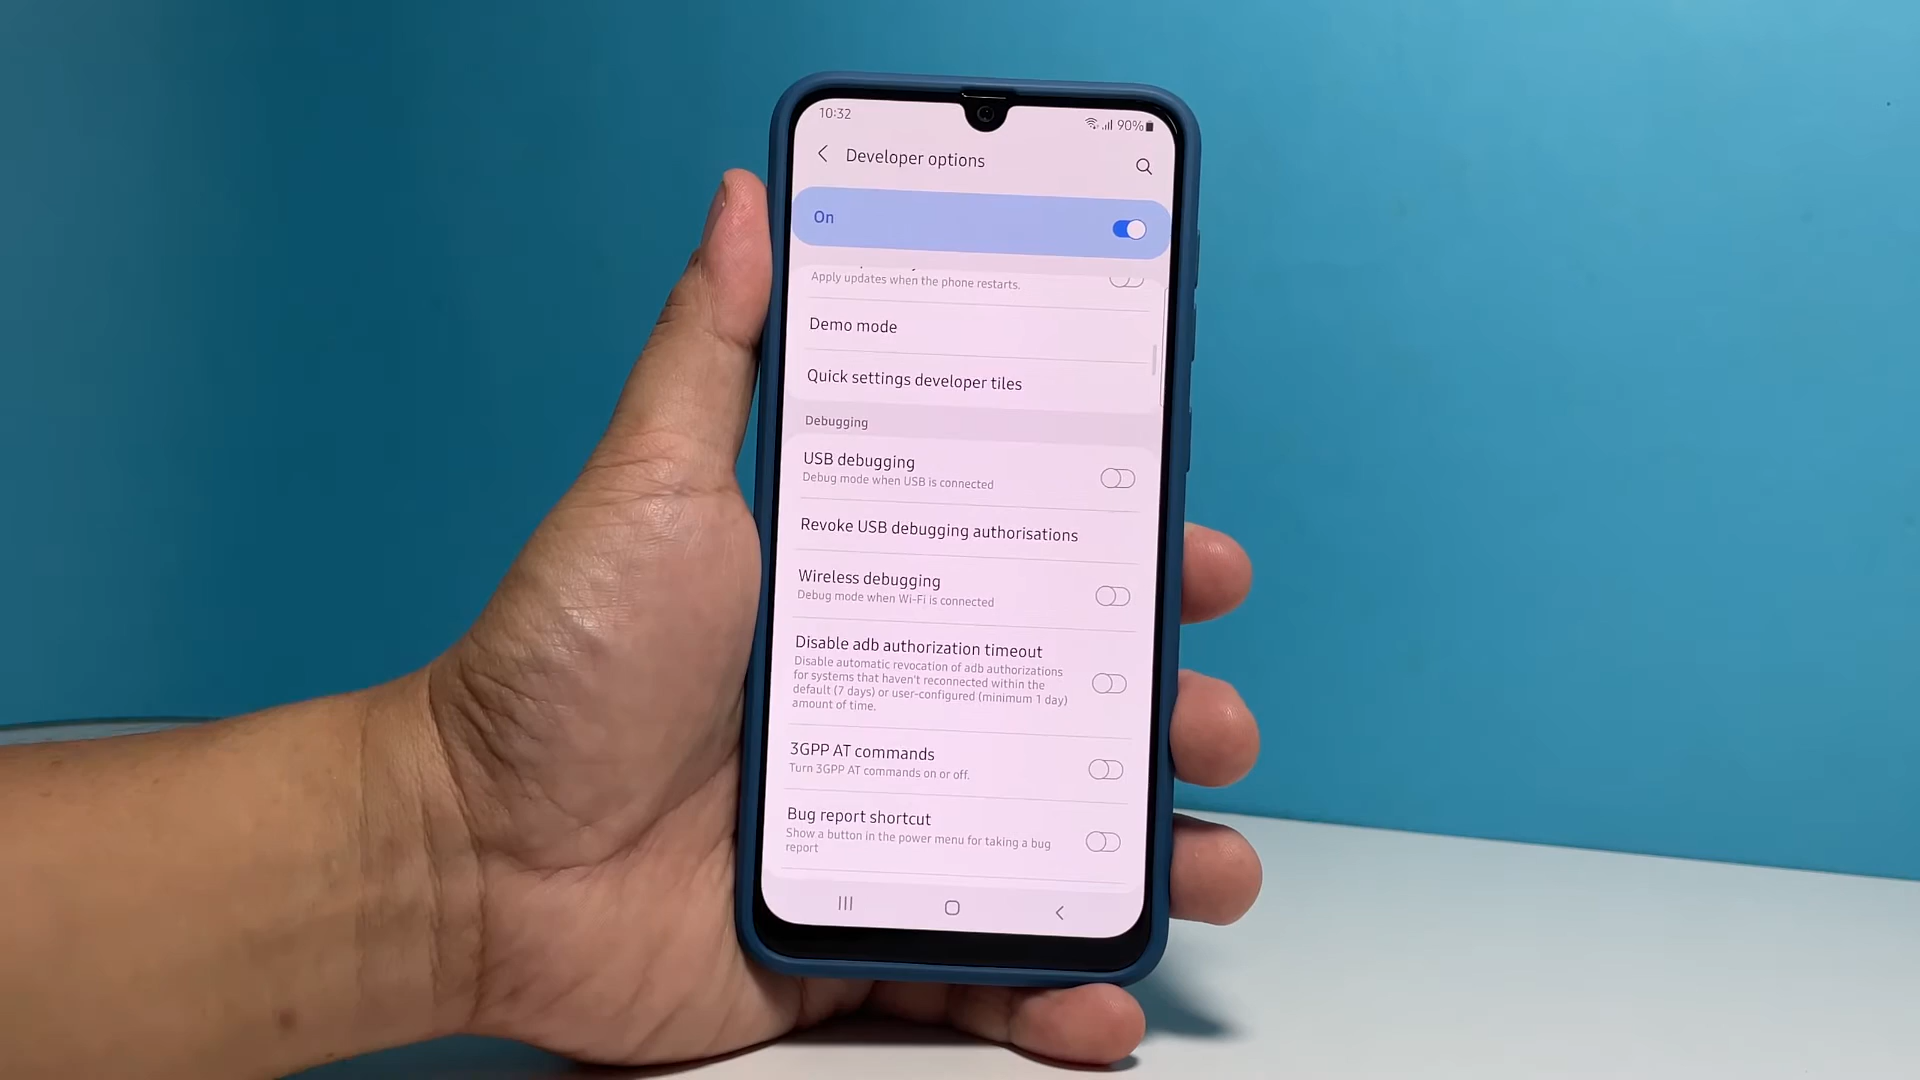 10:32
90%
Developer options
On
Apply updates when the phone restarts.
Demo mode
Quick settings developer tiles
Debugging
USB debugging
Debug mode when USB is connected
Revoke USB debugging authorisations
Wireless debugging
Debug mode when Wi-Fi is connected
Disable adb authorization timeout
Disable automatic revocation of adb authorizations
for systems that haven't reconnected within the
default (7 days) or user-configured (minimum 1 day)
amount of time.
3GPP AT commands
Turn 3GPP AT commands on or off.
Bug report shortcut
Show a button in the power menu for taking a bug
report